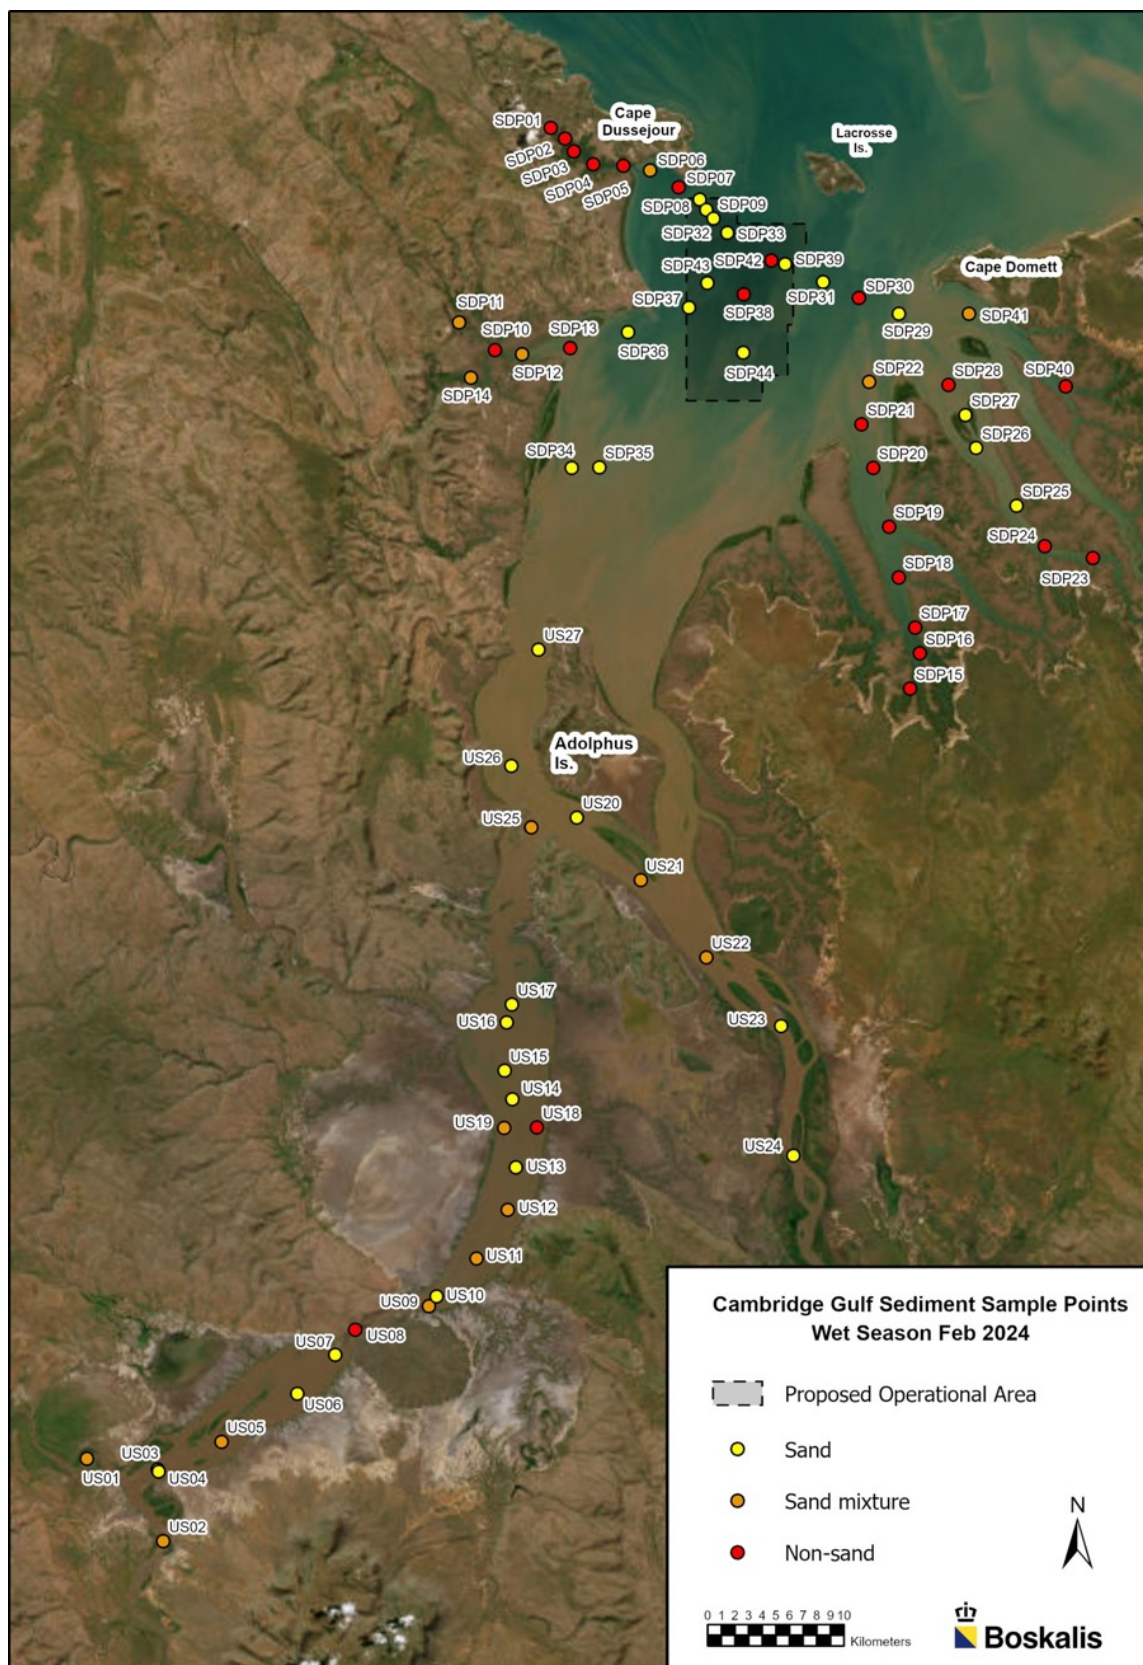 Cape
Dussejour
Lacrosse
Is.
SDP01
SDP02
SDP03
SDP04
SDP05
SDP06
SDP07
SDP08
SDP09
SDP32
SDP33
SDP42
SDP39
SDP43
SDP31
SDP30
Cape Domett
SDP37
SDP38
SDP29
SDP41
SDP11
SDP10
SDP13
SDP36
SDP12
SDP14
SDP44
SDP22
SDP28
SDP40
SDP27
SDP21
SDP26
SDP34
SDP35
SDP20
SDP25
SDP19
SDP24
SDP23
SDP18
SDP17
SDP16
SDP15
US27
Adolphus
Is.
US26
US20
US25
US21
US22
US17
US16
US23
US15
US14
US19
US18
US24
US13
US12
US11
US10
US09
US08
US07
US06
US05
US03
US04
US01
US02
Cambridge Gulf Sediment Sample Points
Wet Season Feb 2024
Proposed Operational Area
Sand
Sand mixture
Non-sand
N
0 1 2 3 4 5 6 7 8 9 10
Kilometers
Boskalis